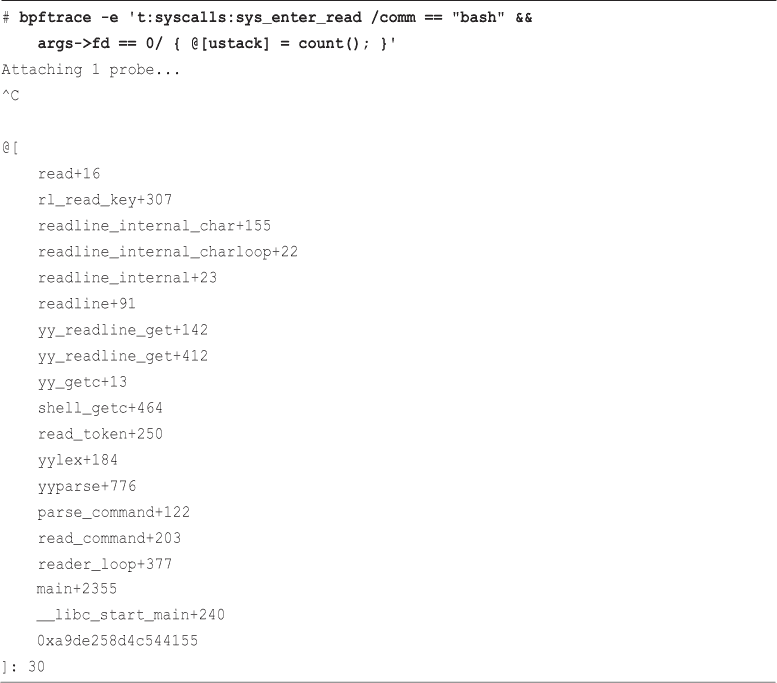 # bpftrace -e 't:syscalls:sys_enter_read /comm == "bash" &&
args->fd == 0/ { @[ustack] = count(); }'
Attaching 1 probe...
^C
@[
read+16
rl_read_key+307
readline_internal_char+155
readline_internal_charloop+22
readline_internal+23
readline+91
yy_readline_get+142
yy_readline_get+412
yy_getc+13
shell_getc+464
read_token+250
yylex+184
yyparse+776
parse_command+122
read_command+203
reader_loop+377
main+2355
__libc_start_main+240
0xa9de258d4c544155
]: 30